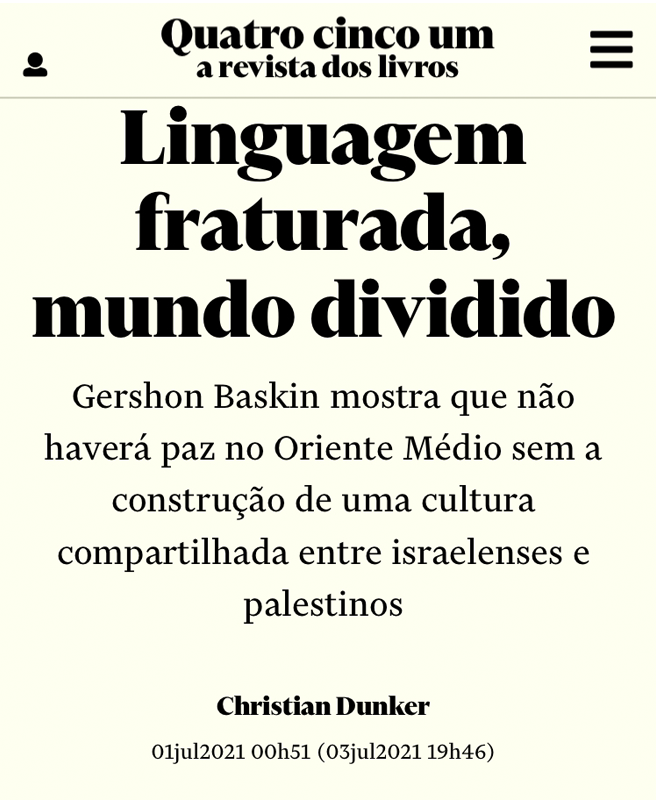 Quatro cinco um
a revista dos livros
Linguagem
fraturada,
mundo dividido
Gershon Baskin mostra que não
haverá paz no Oriente Médio sem a
construção de uma cultura
compartilhada entre israelenses e
palestinos
Christian Dunker
01jul2021 00h51 (03jul2021 19h46)